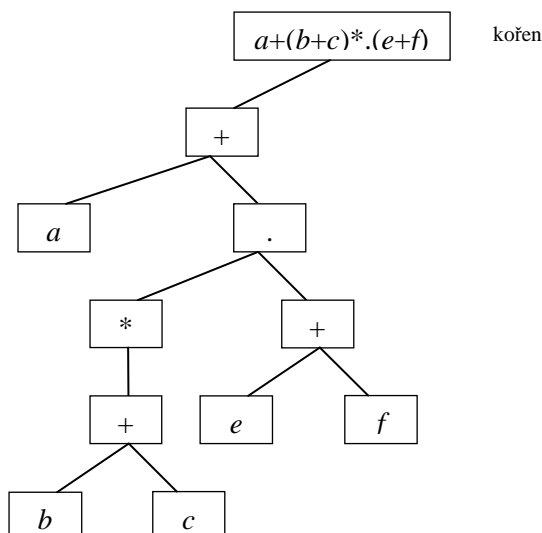 a+(b+c)*.(e+f) kořen
+
a .
* +
+ e f
b c